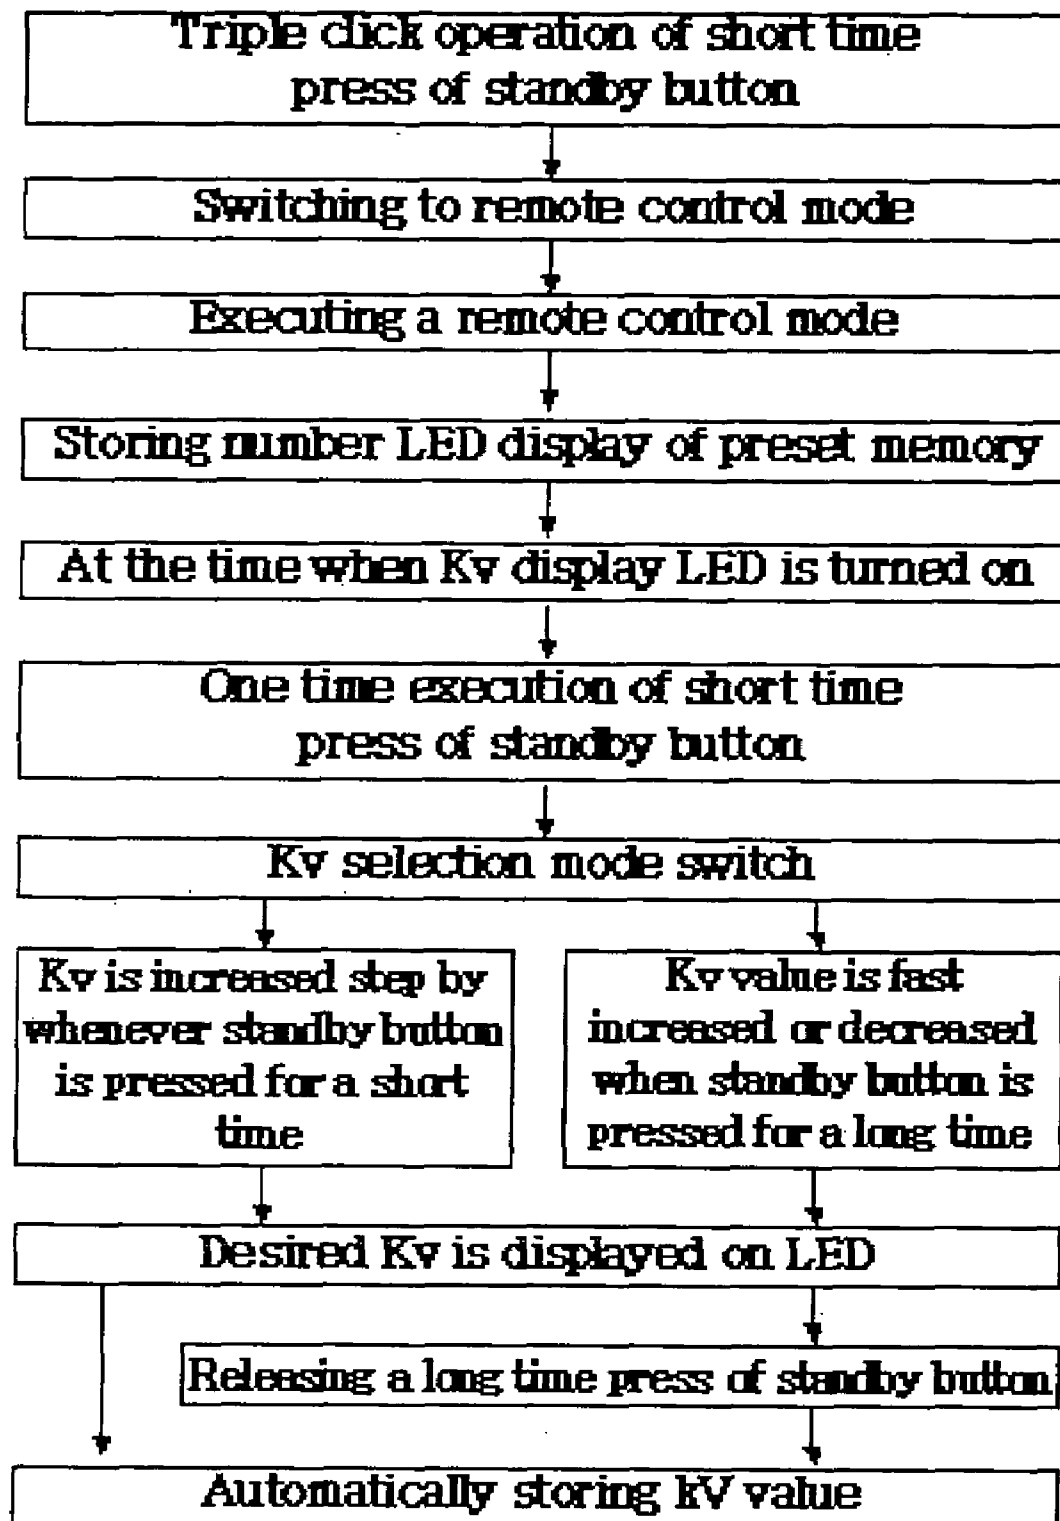 Triple click operation of short time
press of standby button
Switching to remote control mode
Executing a remote control mode
Storing number LED display of preset memory
At the time when Kv display LED is turned on
One time execution of short time
press of standby button
Kv selection mode switch
Kv is increased step by
whenever standby button
is pressed for a short
time
Kv value is fast
increased or decreased
when standby button is
pressed for a long time
Desired Kv is displayed on LED
Releasing a long time press of standby button
Automatically storing kV value